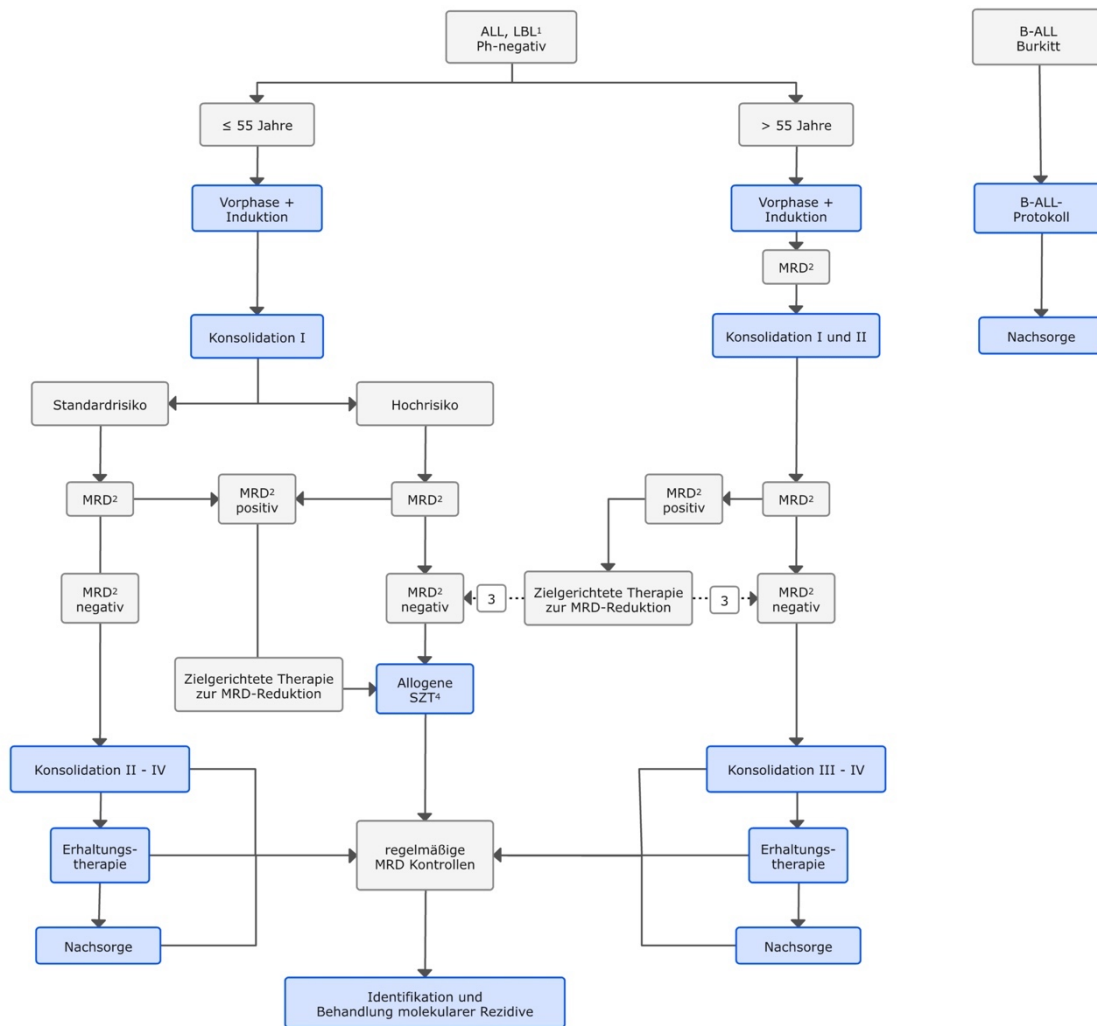 ALL, LBL¹
Ph-negativ
B-ALL
Burkitt
≤ 55 Jahre
> 55 Jahre
Vorphase +
Induktion
Vorphase +
Induktion
B-ALL-
Protokoll
MRD²
Konsolidation I
Konsolidation I und II
Nachsorge
Standardrisiko
Hochrisiko
MRD²
MRD²
positiv
MRD²
MRD²
positiv
MRD²
MRD²
negativ
MRD²
negativ
3
Zielgerichtete Therapie
zur MRD-Reduktion
3
MRD²
negativ
Zielgerichtete Therapie
zur MRD-Reduktion
Allogene
SZT⁴
Konsolidation II - IV
Konsolidation III - IV
Erhaltungs-
therapie
regelmäßige
MRD Kontrollen
Erhaltungs-
therapie
Nachsorge
Nachsorge
Identifikation und
Behandlung molekularer Rezidive